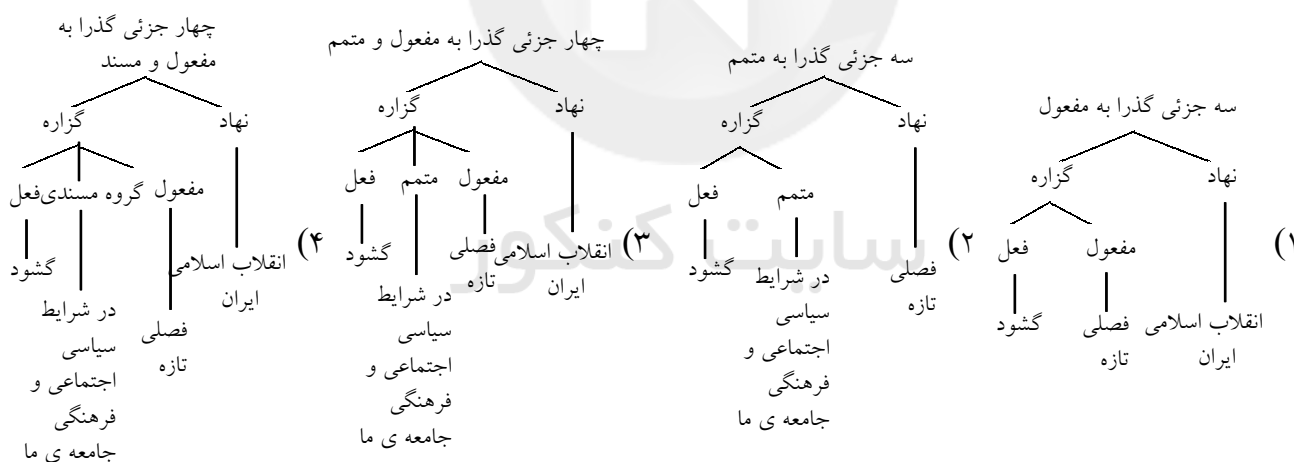 سه جزئی گذرا به مفعول
نهاد
گزاره
مفعول
فعل
انقلاب اسلامی
ایران
فصلی
تازه
گشود
(۱
سه جزئی گذرا به متمم
نهاد
گزاره
متمم
فعل
فصلی
تازه
در شرایط
سیاسی
اجتماعی و
فرهنگی
جامعه ی ما
گشود
(۲
چهار جزئی گذرا به مفعول و متمم
نهاد
گزاره
مفعول
متمم
فعل
انقلاب اسلامی
ایران
فصلی
تازه
در شرایط
سیاسی
اجتماعی و
فرهنگی
جامعه ی ما
گشود
(۳
چهار جزئی گذرا به
مفعول و مسند
نهاد
گزاره
مفعول
گروه مسندی
فعل
انقلاب اسلامی
ایران
فصلی
تازه
در شرایط
سیاسی
اجتماعی و
فرهنگی
جامعه ی ما
گشود
(۴
سایت کنکور